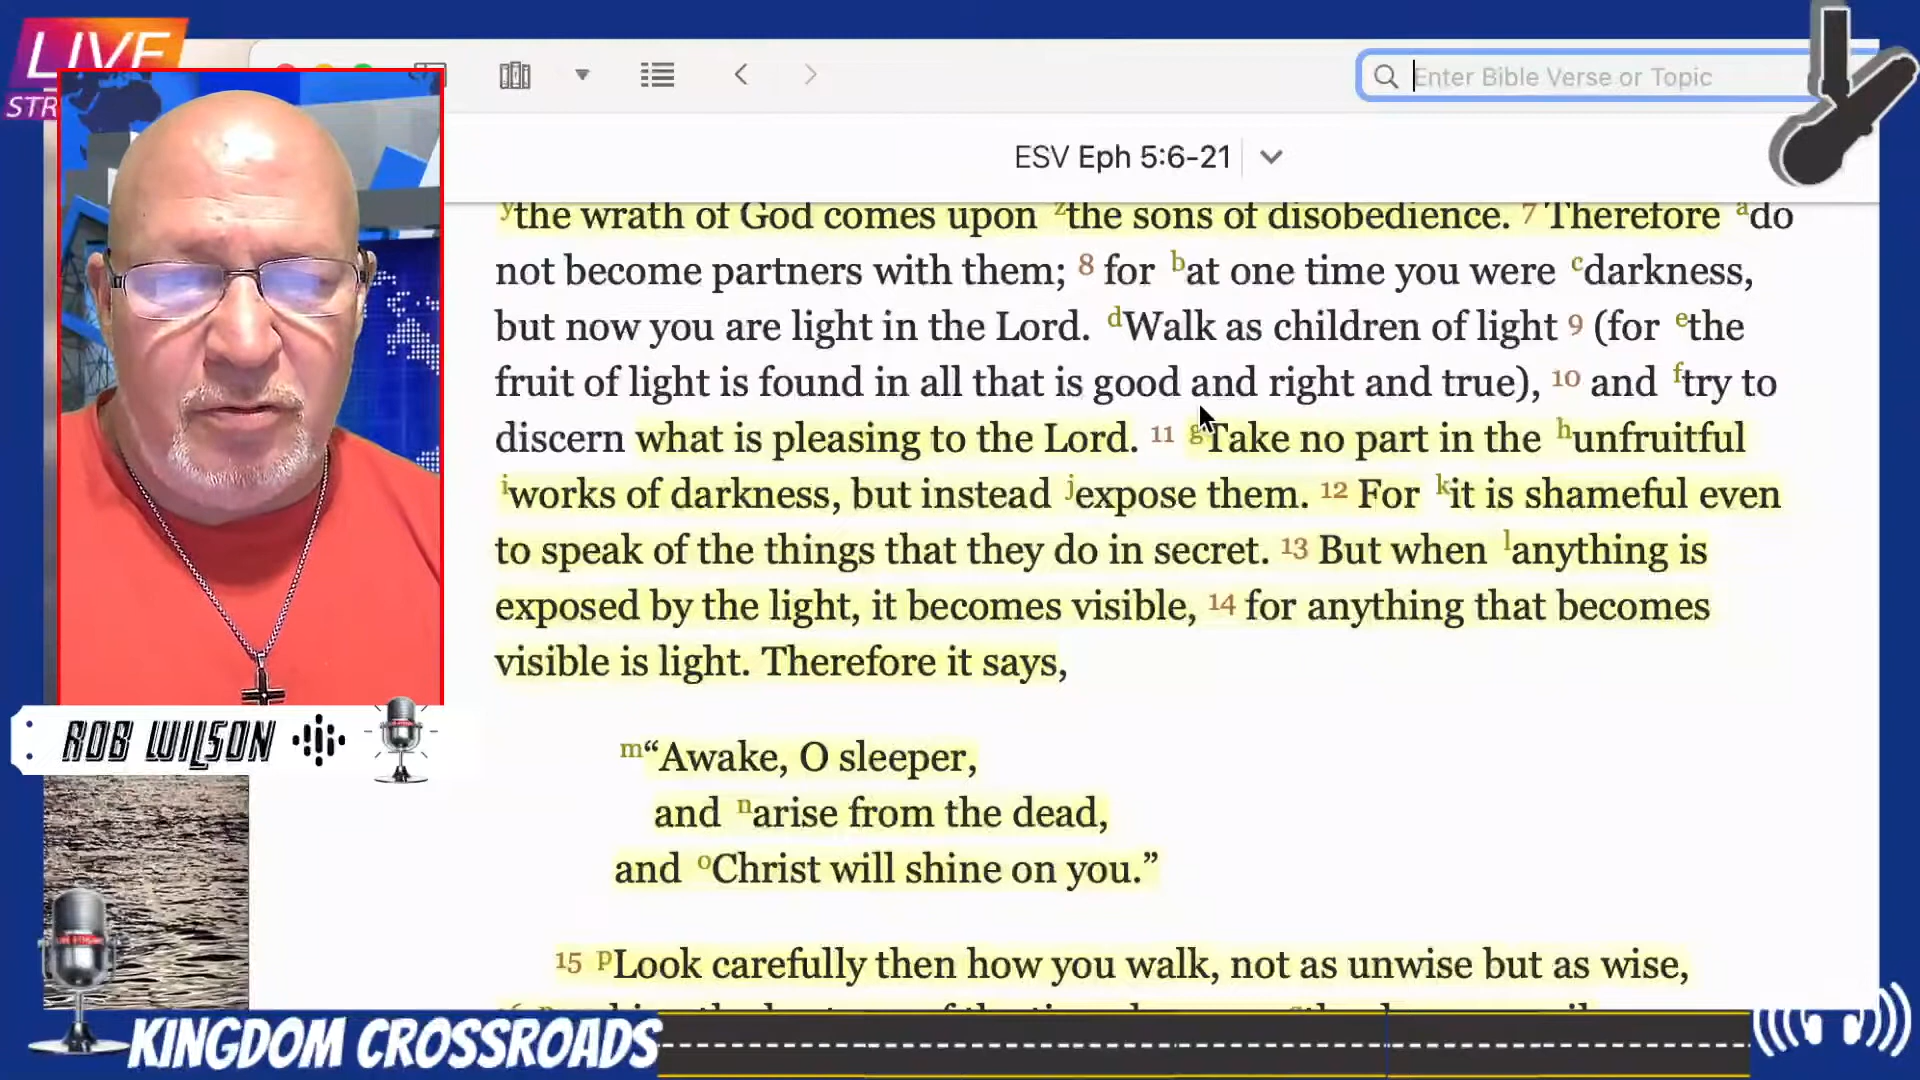 LIVE
STR
Enter Bible Verse or Topic
ESV Eph 5:6-21
y the wrath of God comes upon z the sons of disobedience. 7 Therefore a do
not become partners with them; 8 for b at one time you were c darkness,
but now you are light in the Lord. d Walk as children of light 9 (for e the
fruit of light is found in all that is good and right and true), 10 and f try to
discern what is pleasing to the Lord. 11 g Take no part in the h unfruitful
i works of darkness, but instead j expose them. 12 For k it is shameful even
to speak of the things that they do in secret. 13 But when l anything is
exposed by the light, it becomes visible, 14 for anything that becomes
visible is light. Therefore it says,
m “Awake, O sleeper,
and n arise from the dead,
and o Christ will shine on you.”
15 p Look carefully then how you walk, not as unwise but as wise,
ROB WILSON
KINGDOM CROSSROADS